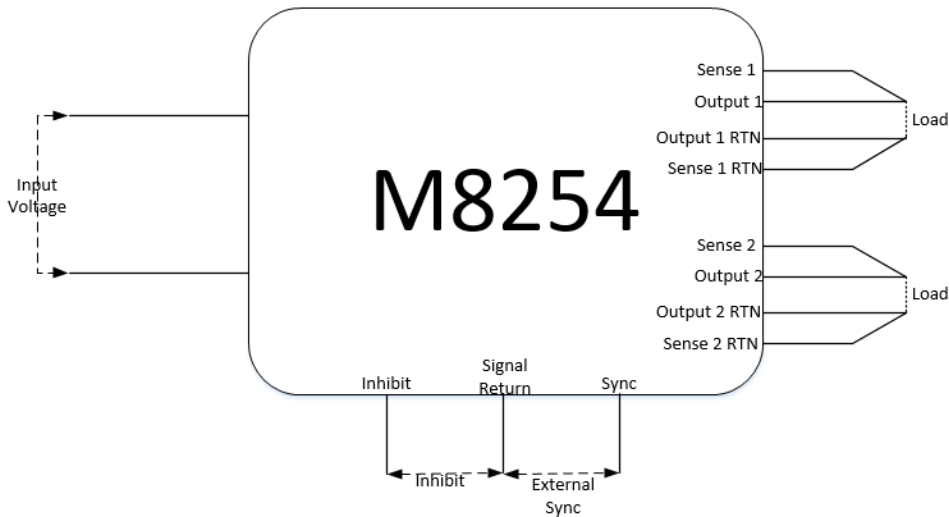 Sense 1
Output 1
Load
Output 1 RTN
Sense 1 RTN
Input
Voltage
M8254
Sense 2
Output 2
Load
Output 2 RTN
Sense 2 RTN
Inhibit
Signal
Return
Sync
Inhibit
External
Sync